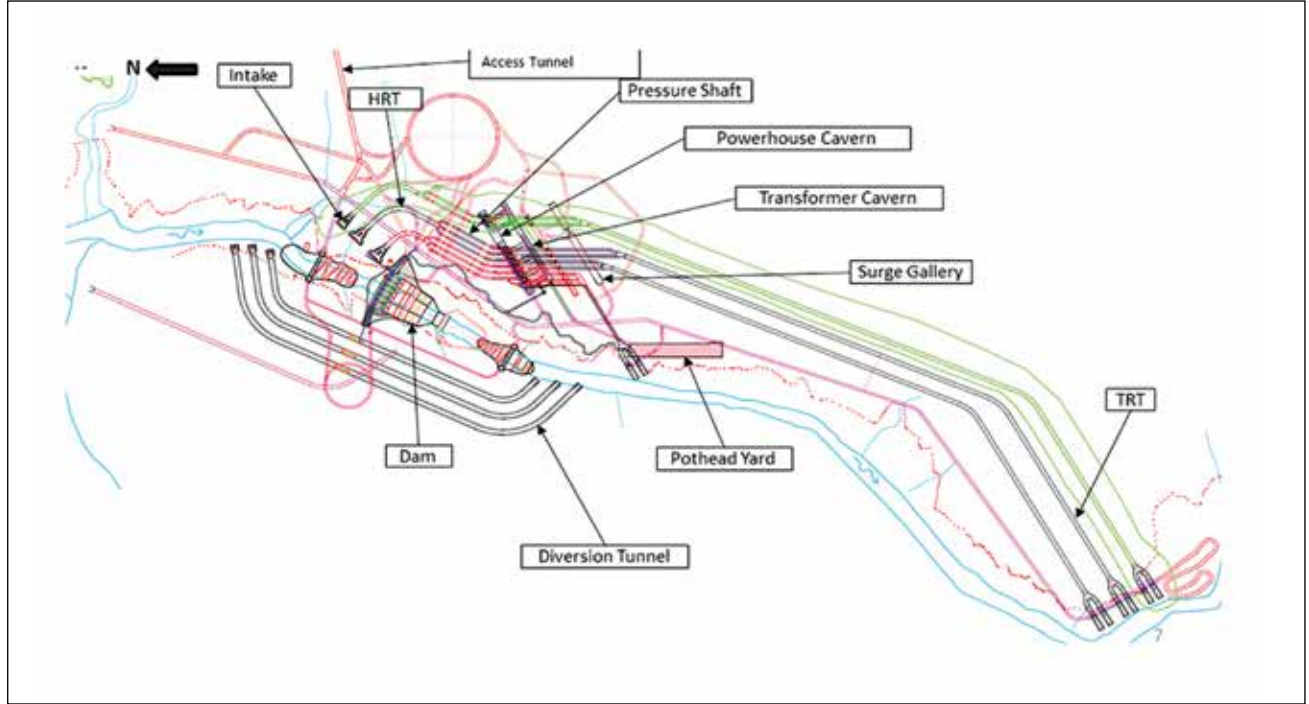 Access Tunnel
N
Intake
HRT
Pressure Shaft
Powerhouse Cavern
Transformer Cavern
Surge Gallery
TRT
Dam
Pothead Yard
Diversion Tunnel